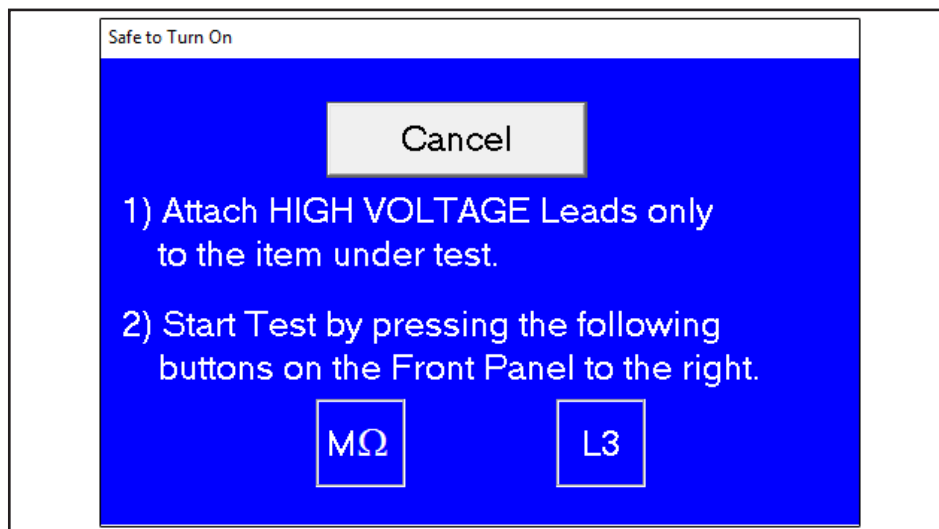 Safe to Turn On
Cancel
1) Attach HIGH VOLTAGE Leads only
to the item under test.
2) Start Test by pressing the following
buttons on the Front Panel to the right.
MΩ L3